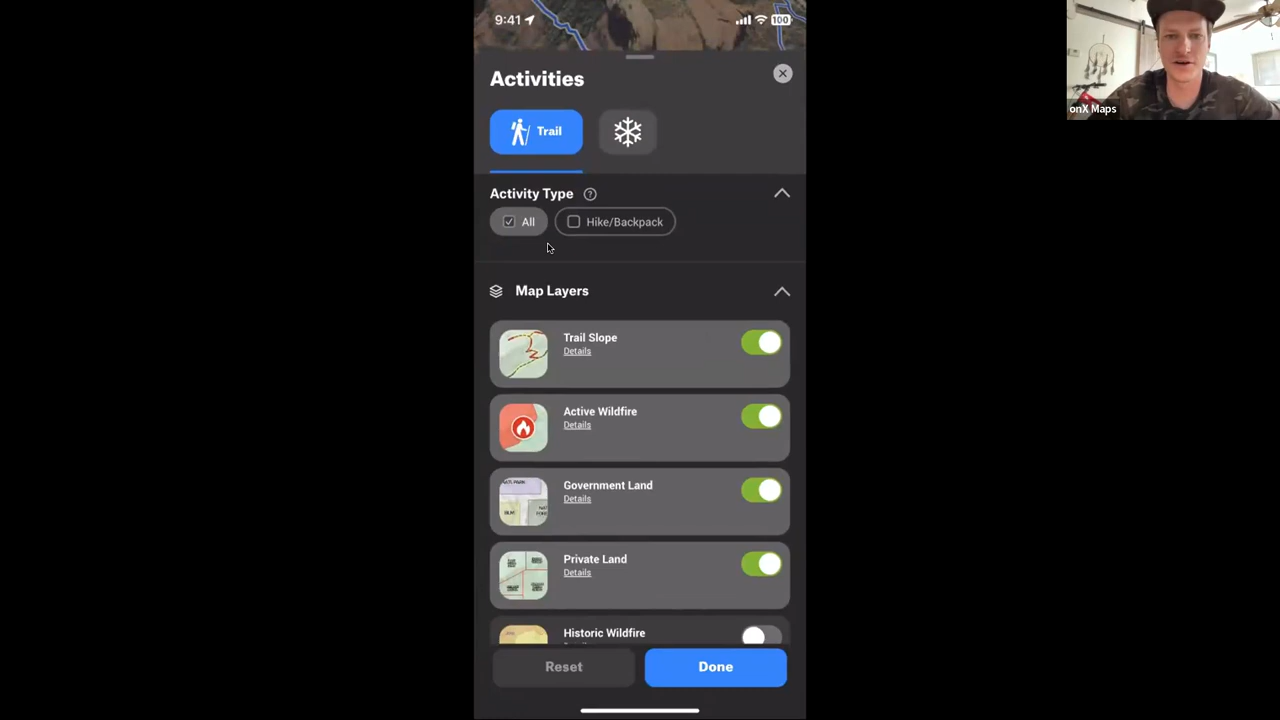 9:41
100
Activities
Trail
onX Maps
Activity Type
All
Hike/Backpack
Map Layers
Trail Slope
Details
Active Wildfire
Details
Government Land
Details
Private Land
Details
Historic Wildfire
Reset
Done